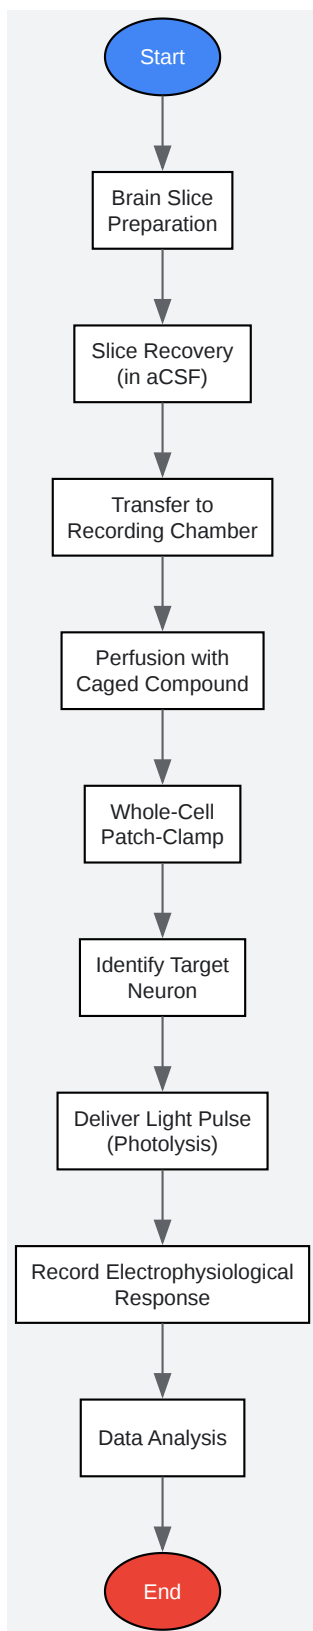 Start
Brain Slice
Preparation
Slice Recovery
(in aCSF)
Transfer to
Recording Chamber
Perfusion with
Caged Compound
Whole-Cell
Patch-Clamp
Identify Target
Neuron
Deliver Light Pulse
(Photolysis)
Record Electrophysiological
Response
Data Analysis
End